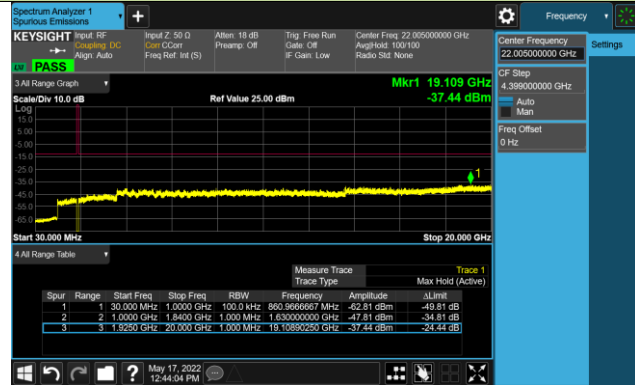 Spectrum Analyzer 1
Spurious Emissions
Frequency
KEYSIGHT Input: RF
Coupling: DC
Align: Auto
Input Z: 50 Ω
Corr CCorr
Freq Ref: Int (S)
Atten: 18 dB
Preamp: Off
Trig: Free Run
Gate: Off
IF Gain: Low
Center Freq: 22.005000000 GHz
Avg|Hold: 100/100
Radio Std: None
PASS
Center Frequency
22.005000000 GHz
Settings
CF Step
4.399000000 GHz
Auto
Man
Freq Offset
0 Hz
3 All Range Graph
Mkr1 19.109 GHz
Scale/Div 10.0 dB
Ref Value 25.00 dBm
-37.44 dBm
Log
15.0
5.00
-5.00
-15.0
-25.0
-35.0
-45.0
-55.0
-65.0
1
Start 30.000 MHz
Stop 20.000 GHz
4 All Range Table
Measure Trace Trace 1
Trace Type Max Hold (Active)
Spur Range Start Freq Stop Freq RBW Frequency Amplitude ΔLimit
1 1 30.000 MHz 1.0000 GHz 100.0 kHz 860.9666667 MHz -62.81 dBm -49.81 dB
2 2 1.0000 GHz 1.8400 GHz 1.000 MHz 1.630000000 GHz -47.81 dBm -34.81 dB
3 3 1.9250 GHz 20.000 GHz 1.000 MHz 19.10890250 GHz -37.44 dBm -24.44 dB
May 17, 2022
12:44:04 PM